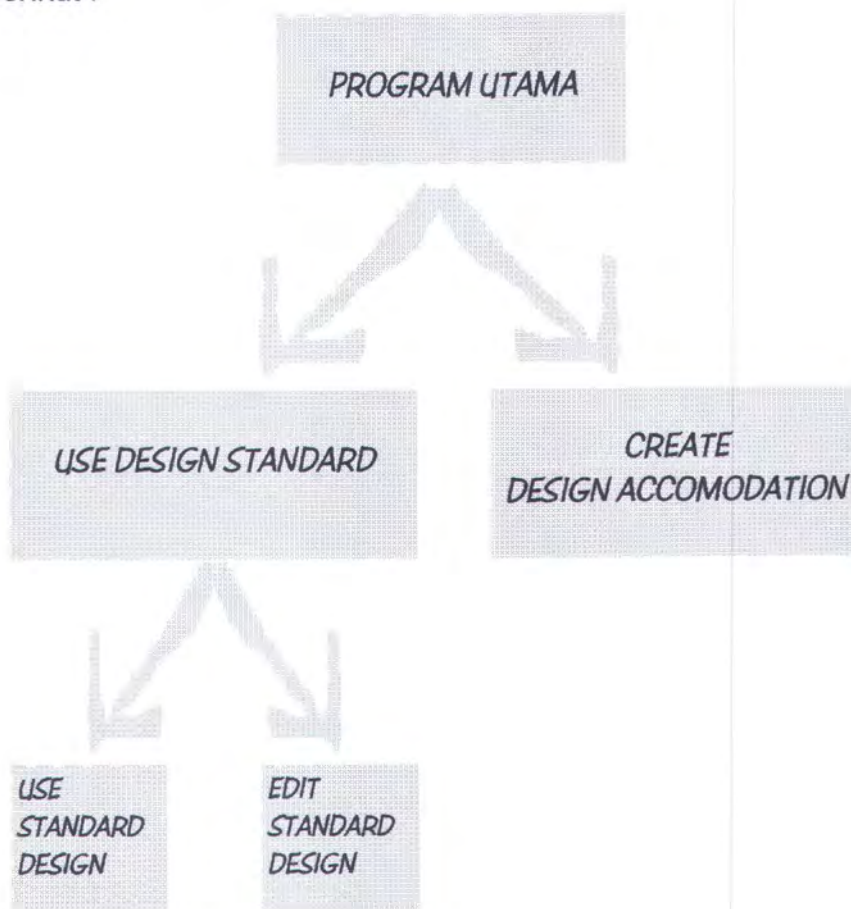 PROGRAM UTAMA
USE DESIGN STANDARD
CREATE
DESIGN ACCOMODATION
USE
STANDARD
DESIGN
EDIT
STANDARD
DESIGN